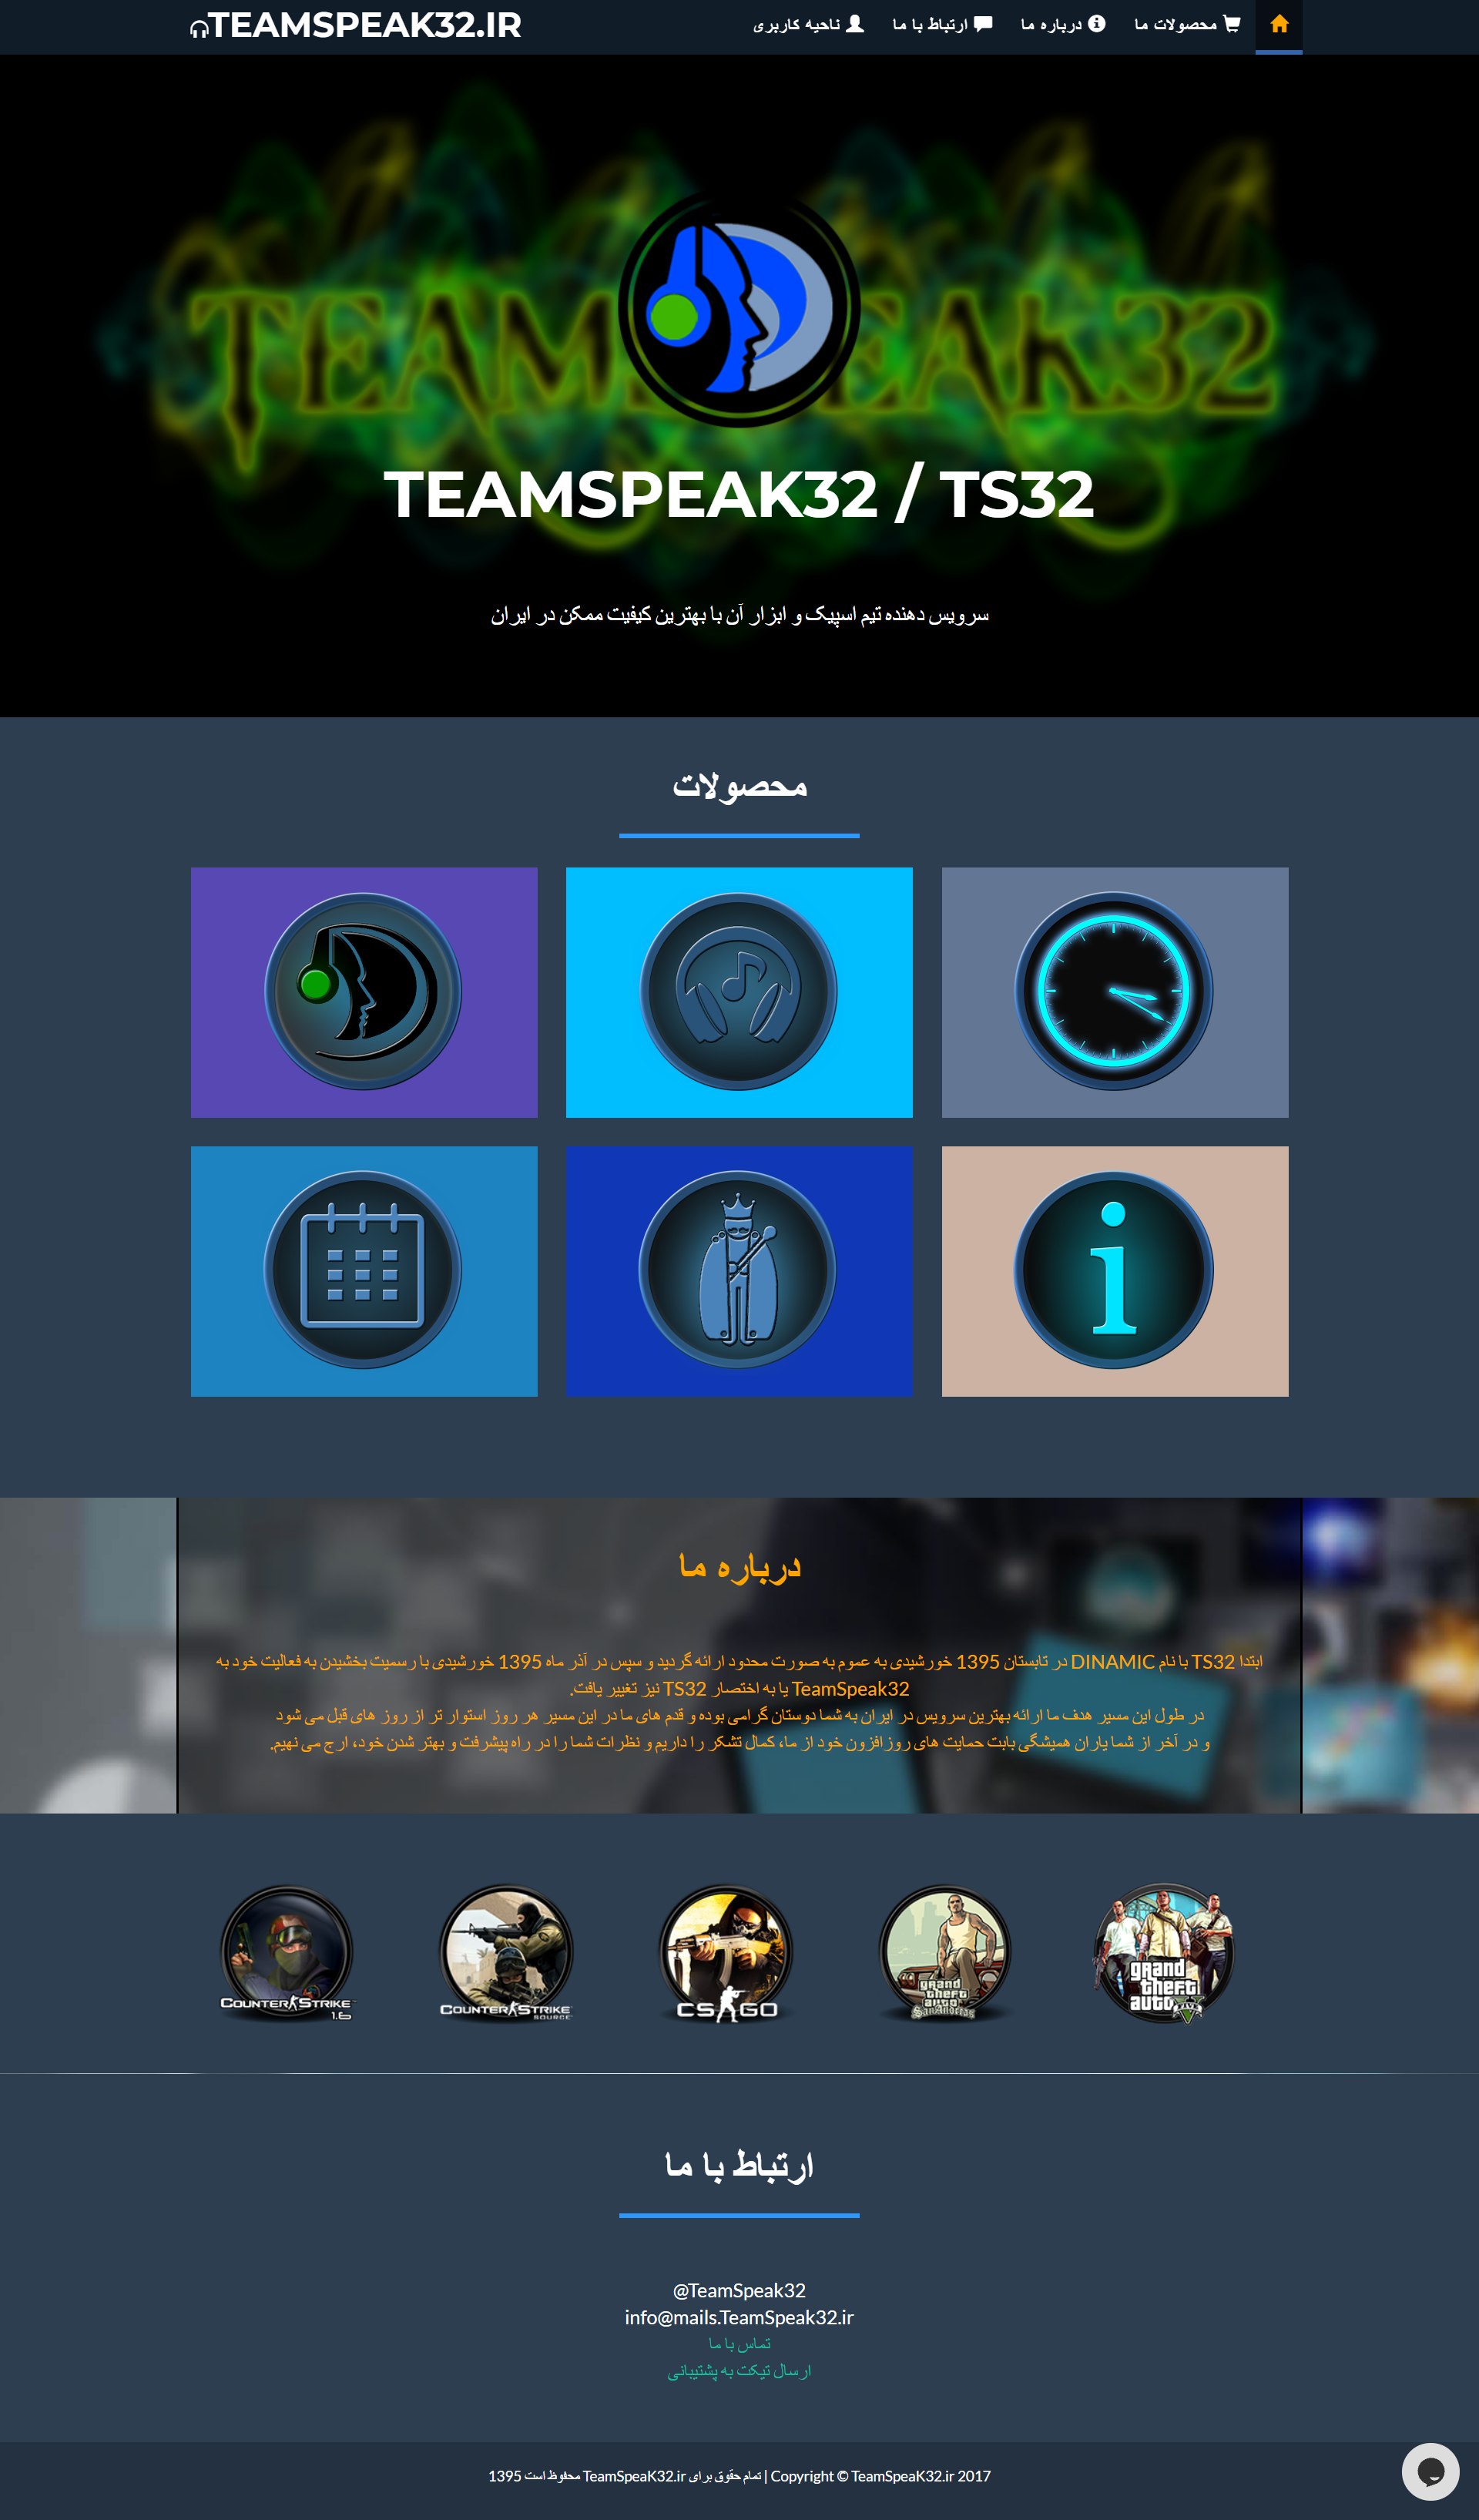 TEAMSPEAK32.IR
محصولات ما
درباره ما
ارتباط با ما
ناحیه کاربری
TEAMSPEAK32
TEAMSPEAK32 / TS32
سرویس دهنده تیم اسپیک و ابزار آن با بهترین کیفیت ممکن در ایران
محصولات
درباره ما
ابتدا TS32 با نام DINAMIC در تابستان 1395 خورشیدی به عموم به صورت محدود ارائه گردید و سپس در آذر ماه 1395 خورشیدی با رسمیت بخشیدن به فعالیت خود به
TeamSpeak32 یا به اختصار TS32 نیز تغییر یافت.
در طول این مسیر هدف ما ارائه بهترین سرویس در ایران به شما دوستان گرامی بوده و قدم های ما در این مسیر هر روز استوار تر از روز های قبل می شود
و در آخر از شما یاران همیشگی بابت حمایت های روزافزون خود از ما، کمال تشکر را داریم و نظرات شما را در راه پیشرفت و بهتر شدن خود، ارج می نهیم.
COUNTER STRIKE 1.6
COUNTER STRIKE SOURCE
CS GO
grand theft auto SanAndreas
grand theft auto V FIVE
ارتباط با ما
@TeamSpeak32
info@mails.TeamSpeak32.ir
تماس با ما
ارسال تیکت به پشتیبانی
تمام حقوق برای TeamSpeaK32.ir محفوظ است 1395 | Copyright © TeamSpeaK32.ir 2017